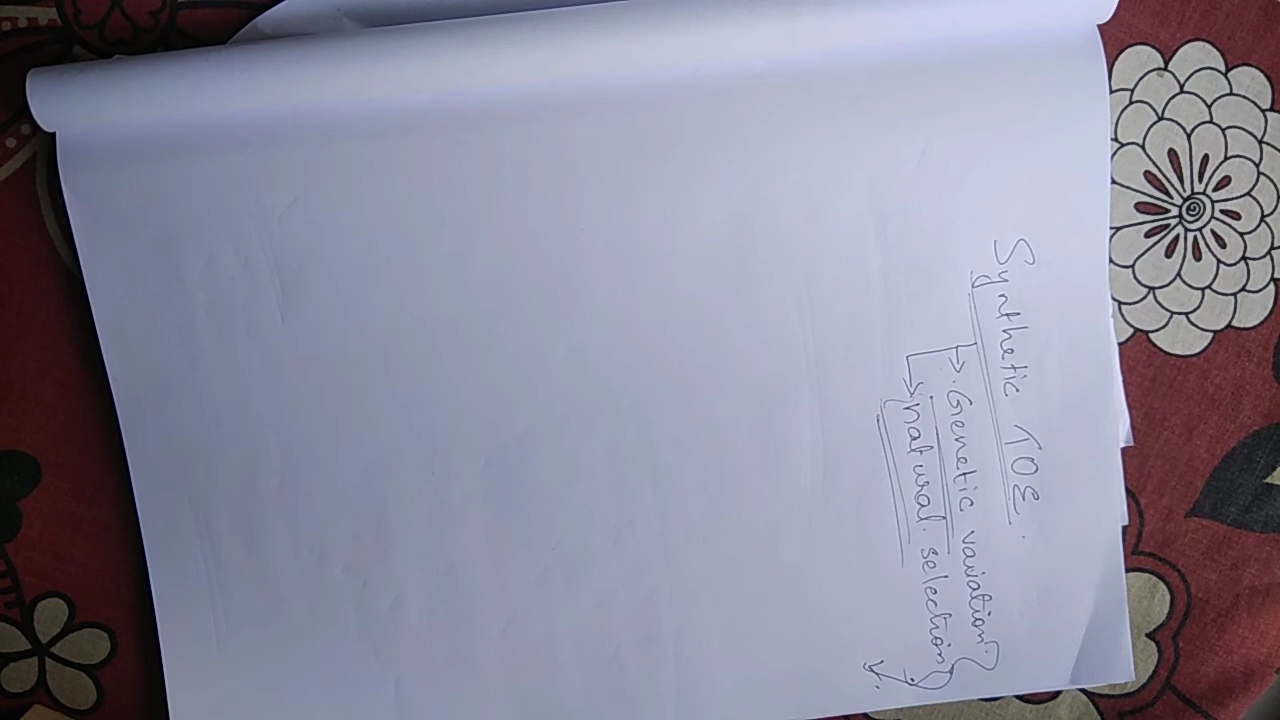 Synthetic TOE.
→ . Genetic variation.
→ natural. selection